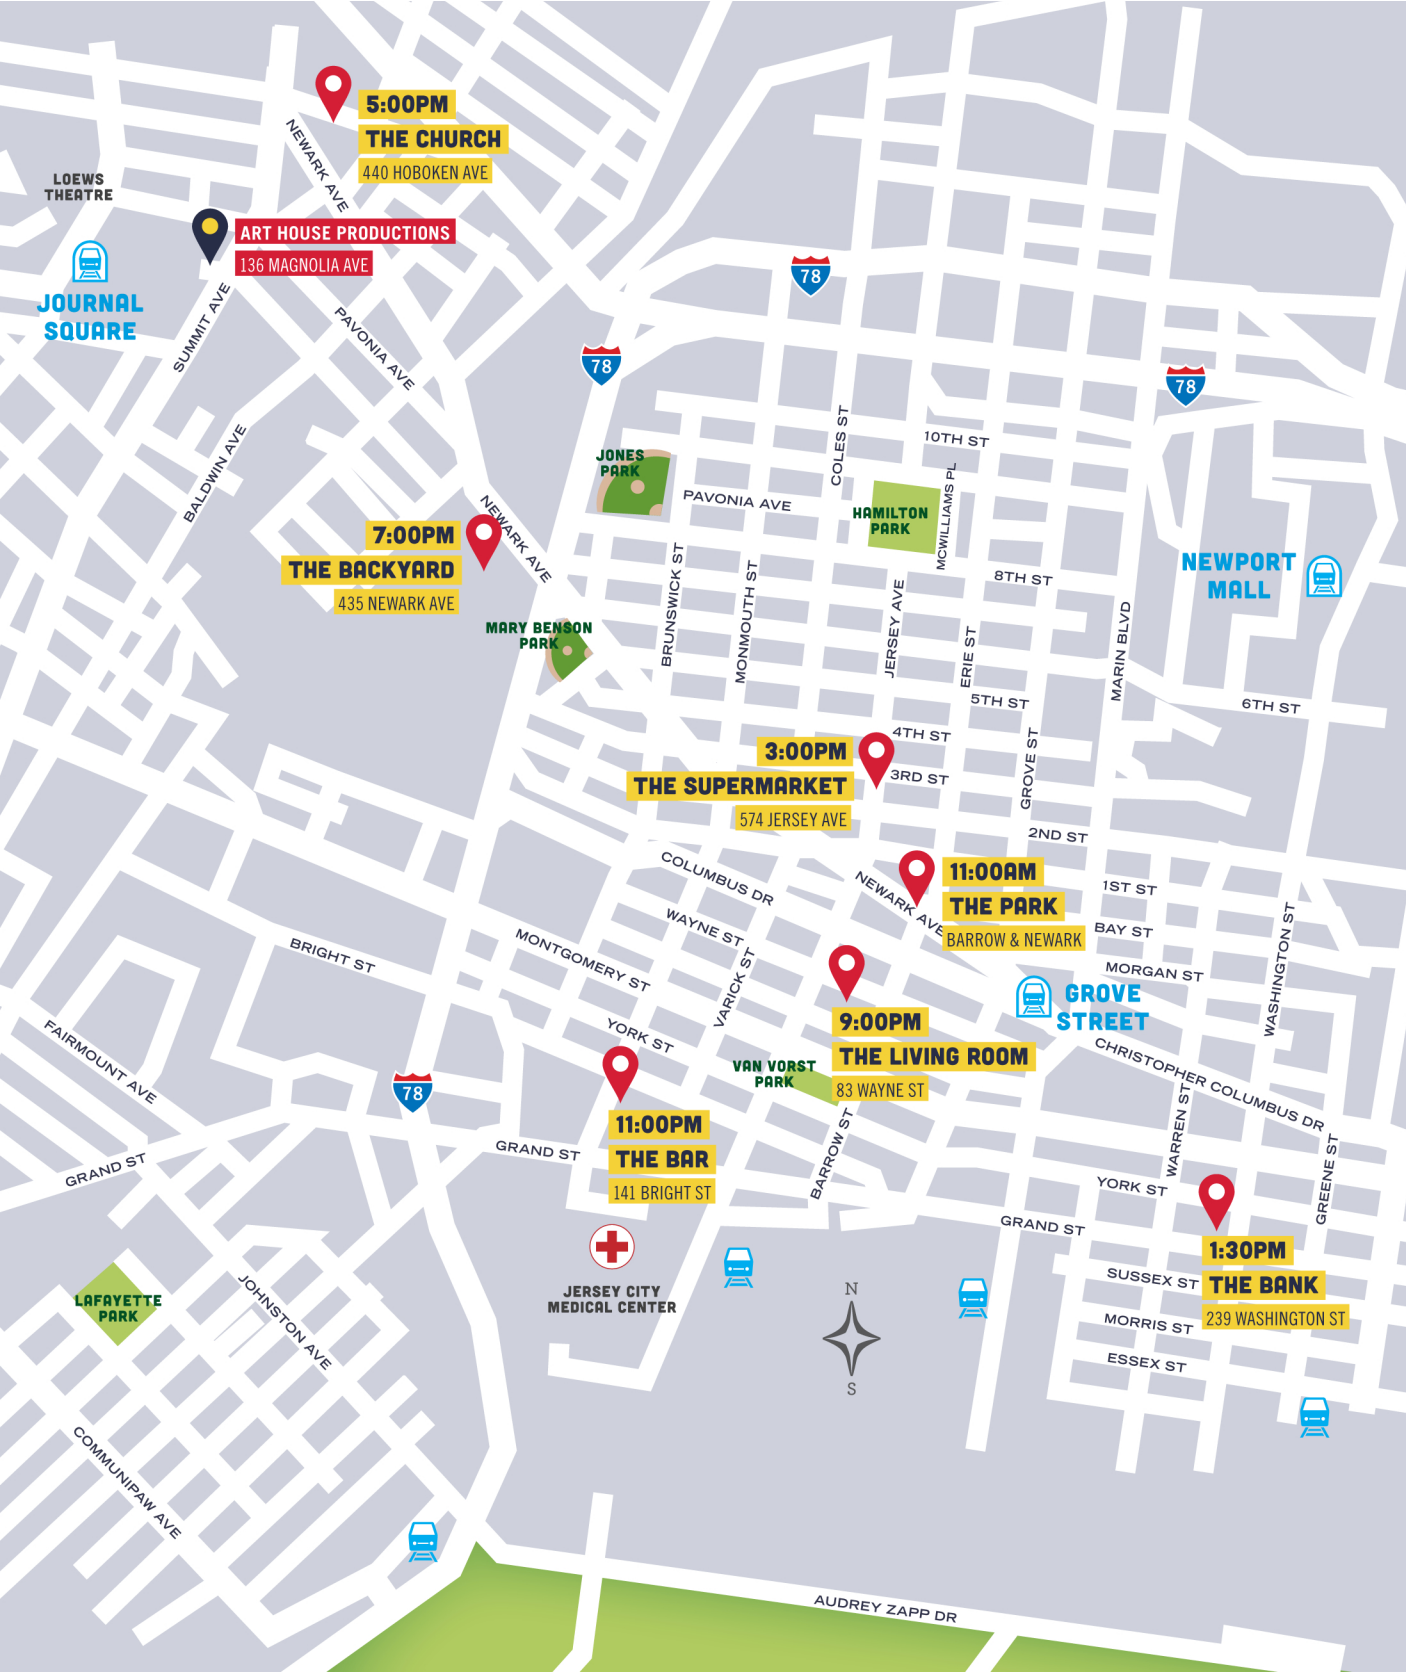 5:00PM
THE CHURCH
440 HOBOKEN AVE
NEWARK AVE
LOEWS
THEATRE
ART HOUSE PRODUCTIONS
136 MAGNOLIA AVE
JOURNAL
SQUARE
SUMMIT AVE
PAVONIA AVE
78
78
78
BALDWIN AVE
COLES ST
10TH ST
JONES
PARK
PAVONIA AVE
MCWILLIAMS PL
HAMILTON
PARK
NEWARK AVE
7:00PM
THE BACKYARD
435 NEWARK AVE
NEWPORT
MALL
8TH ST
BRUNSWICK ST
MONMOUTH ST
JERSEY AVE
ERIE ST
MARIN BLVD
MARY BENSON
PARK
5TH ST
6TH ST
4TH ST
3:00PM
THE SUPERMARKET
574 JERSEY AVE
3RD ST
GROVE ST
2ND ST
COLUMBUS DR
NEWARK AVE
11:00AM
THE PARK
BARROW & NEWARK
1ST ST
BAY ST
WAYNE ST
MONTGOMERY ST
BRIGHT ST
VARICK ST
MORGAN ST
WASHINGTON ST
GROVE
STREET
9:00PM
THE LIVING ROOM
83 WAYNE ST
YORK ST
FAIRMOUNT AVE
VAN VORST
PARK
78
CHRISTOPHER COLUMBUS DR
11:00PM
THE BAR
141 BRIGHT ST
GRAND ST
GRAND ST
BARROW ST
WARREN ST
GREENE ST
YORK ST
GRAND ST
1:30PM
THE BANK
239 WASHINGTON ST
SUSSEX ST
MORRIS ST
ESSEX ST
JERSEY CITY
MEDICAL CENTER
N
S
LAFAYETTE
PARK
JOHNSTON AVE
COMMUNIPAW AVE
AUDREY ZAPP DR